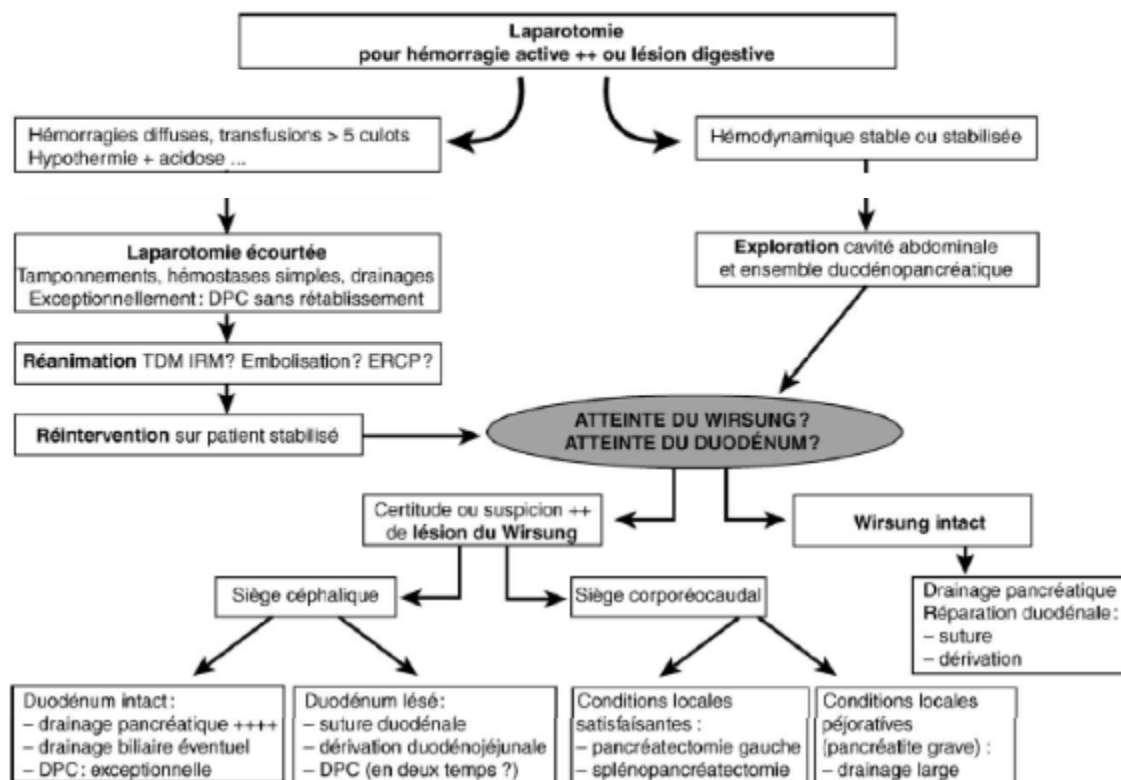 Laparotomie
pour hémorragie active ++ ou lésion digestive
Hémorragies diffuses, transfusions > 5 culots
Hypothermie + acidose ...
Hémodynamique stable ou stabilisée
Laparotomie écourtée
Tamponnements, hémostases simples, drainages
Exceptionnellement : DPC sans rétablissement
Exploration cavité abdominale
et ensemble duodénopancréatique
Réanimation TDM IRM? Embolisation? ERCP?
Réintervention sur patient stabilisé
ATTEINTE DU WIRSUNG?
ATTEINTE DU DUODÉNUM?
Certitude ou suspicion ++
de lésion du Wirsung
Wirsung intact
Siège céphalique
Siège corporéocaudal
Drainage pancréatique
Réparation duodénale :
– suture
– dérivation
Duodénum intact :
– drainage pancréatique ++++
– drainage biliaire éventuel
– DPC : exceptionnelle
Duodénum lésé :
– suture duodénale
– dérivation duodénojéjunale
– DPC (en deux temps ?)
Conditions locales
satisfaisantes :
– pancréatectomie gauche
– splénopancréatectomie
Conditions locales
péjoratives
(pancréatite grave) :
– drainage large